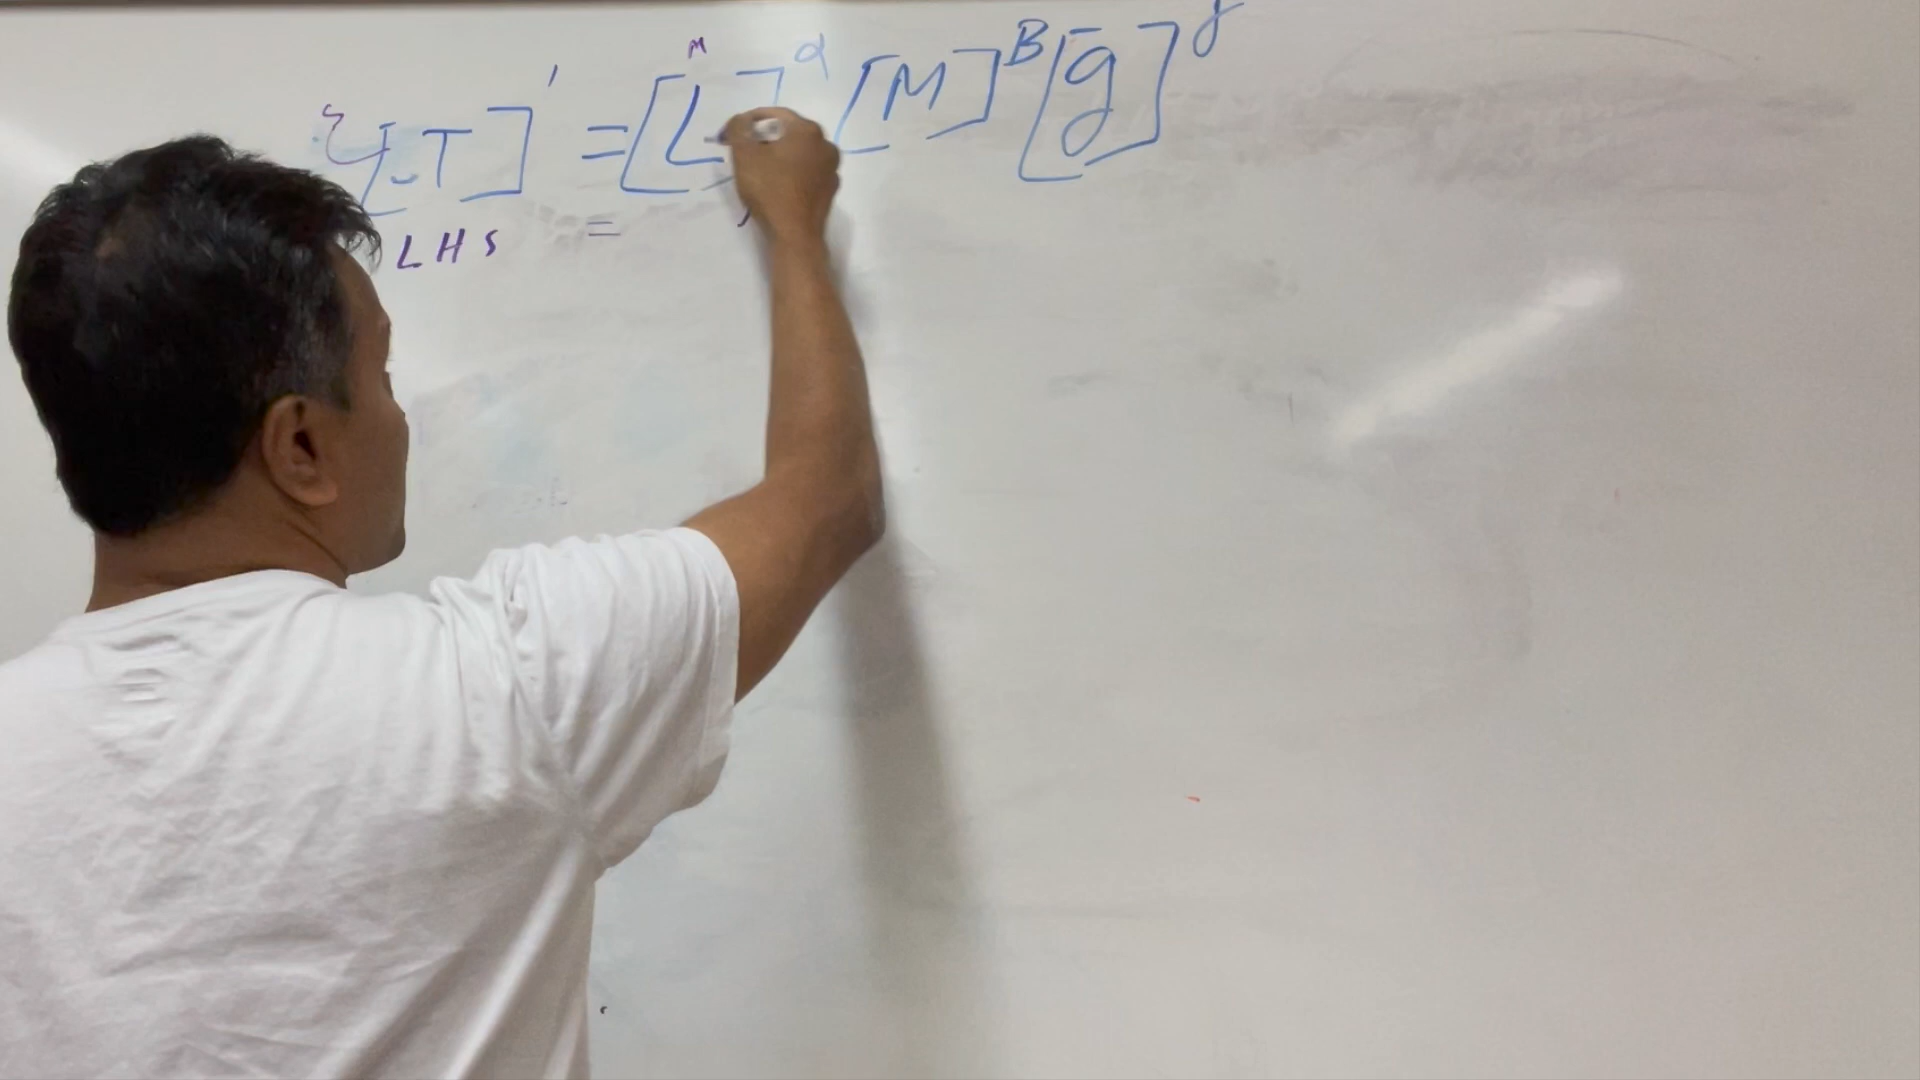 M
[T]' = [L]ᵅ [M]ᴮ [g]ᵞ
LHS =